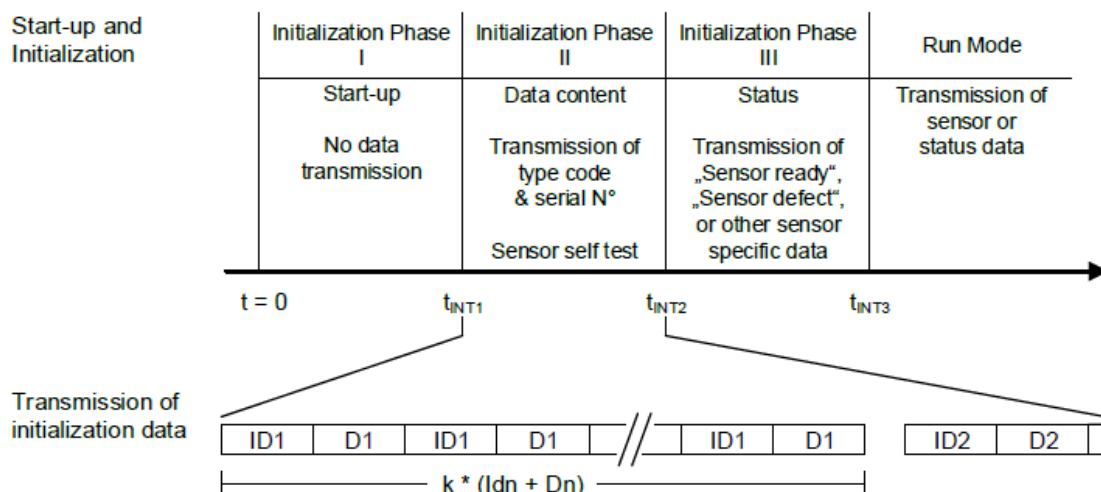 Start-up and
Initialization
Initialization Phase
I
Initialization Phase
II
Initialization Phase
III
Run Mode
Start-up
No data
transmission
Data content
Transmission of
type code
& serial N°
Sensor self test
Status
Transmission of
„Sensor ready“,
„Sensor defect“,
or other sensor
specific data
Transmission of
sensor or
status data
t = 0
tINT1
tINT2
tINT3
Transmission of
initialization data
ID1 D1 ID1 D1 ID1 D1 ID2 D2
k * (Idn + Dn)